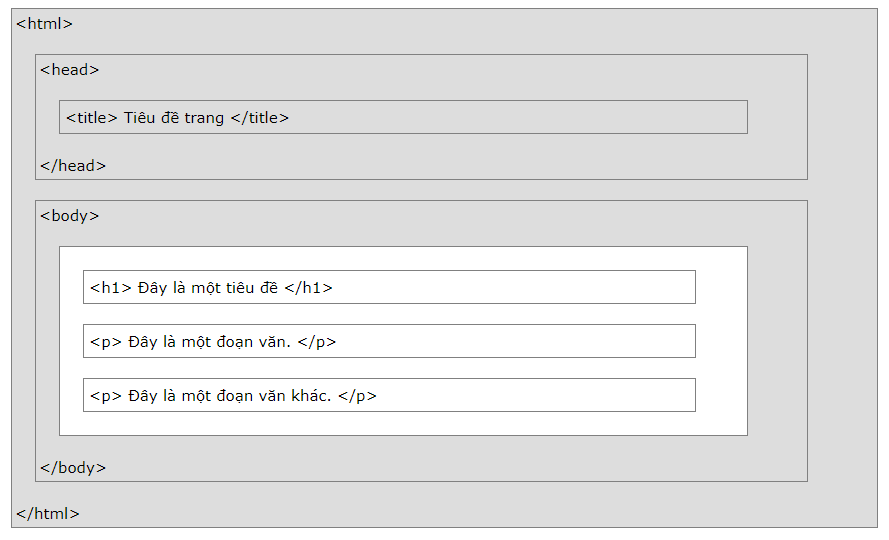 <html>
<head>
<title> Tiêu đề trang </title>
</head>
<body>
<h1> Đây là một tiêu đề </h1>
<p> Đây là một đoạn văn. </p>
<p> Đây là một đoạn văn khác. </p>
</body>
</html>